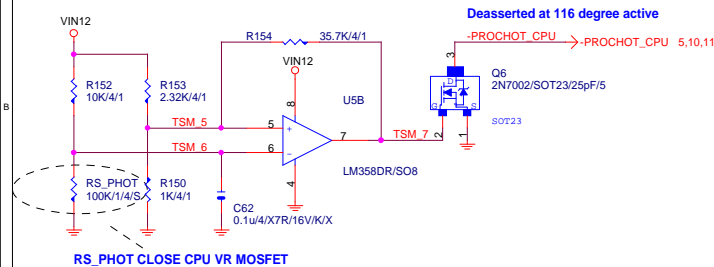 Deasserted at 116 degree active
VIN12
R154
35.7K/4/1
-PROCHOT_CPU
-PROCHOT_CPU 5,10,11
VIN12
3
R152
10K/4/1
R153
2.32K/4/1
Q6
2N7002/SOT23/25pF/5
D
G
S
SOT23
B
8
U5B
TSM_5
5
+
7
TSM_7
2
1
TSM_6
6
-
LM358DR/SO8
4
RS_PHOT
100K/1/4/S
R150
1K/4/1
C62
0.1u/4/X7R/16V/K/X
RS_PHOT CLOSE CPU VR MOSFET